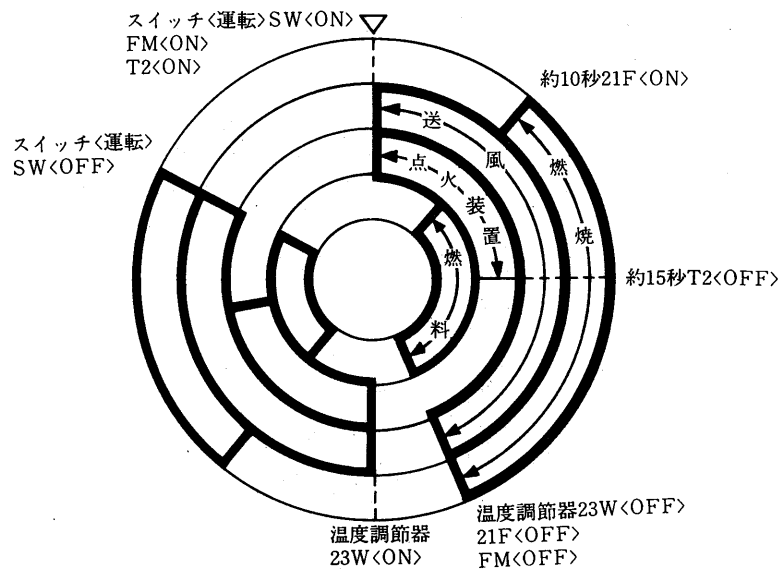 スイッチ〈運転〉SW〈ON〉
FM〈ON〉
T2〈ON〉
約10秒21F〈ON〉
スイッチ〈運転〉
SW〈OFF〉
送風
点火装置
燃焼
燃料
約15秒T2〈OFF〉
温度調節器
23W〈ON〉
温度調節器23W〈OFF〉
21F〈OFF〉
FM〈OFF〉